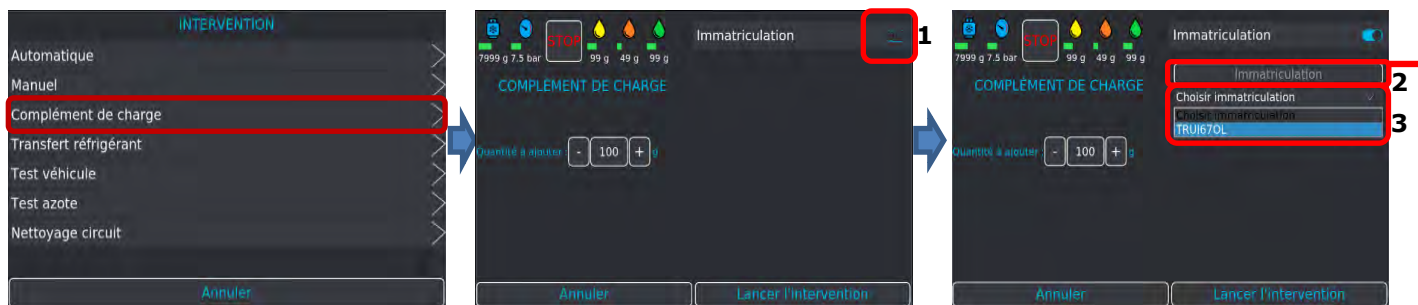 INTERVENTION
Automatique
Manuel
Complément de charge
Transfert réfrigérant
Test véhicule
Test azote
Nettoyage circuit
Annuler
STOP
7999 g 7.5 bar 99 g 49 g 99 g
Immatriculation
1
COMPLÉMENT DE CHARGE
Quantité à ajouter : - 100 + g
Annuler
Lancer l'intervention
STOP
7999 g 7.5 bar 99 g 49 g 99 g
Immatriculation
Immatriculation
2
COMPLÉMENT DE CHARGE
Choisir immatriculation
Choisir immatriculation
TRUI67OL
3
Quantité à ajouter : - 100 + g
Annuler
Lancer l'intervention